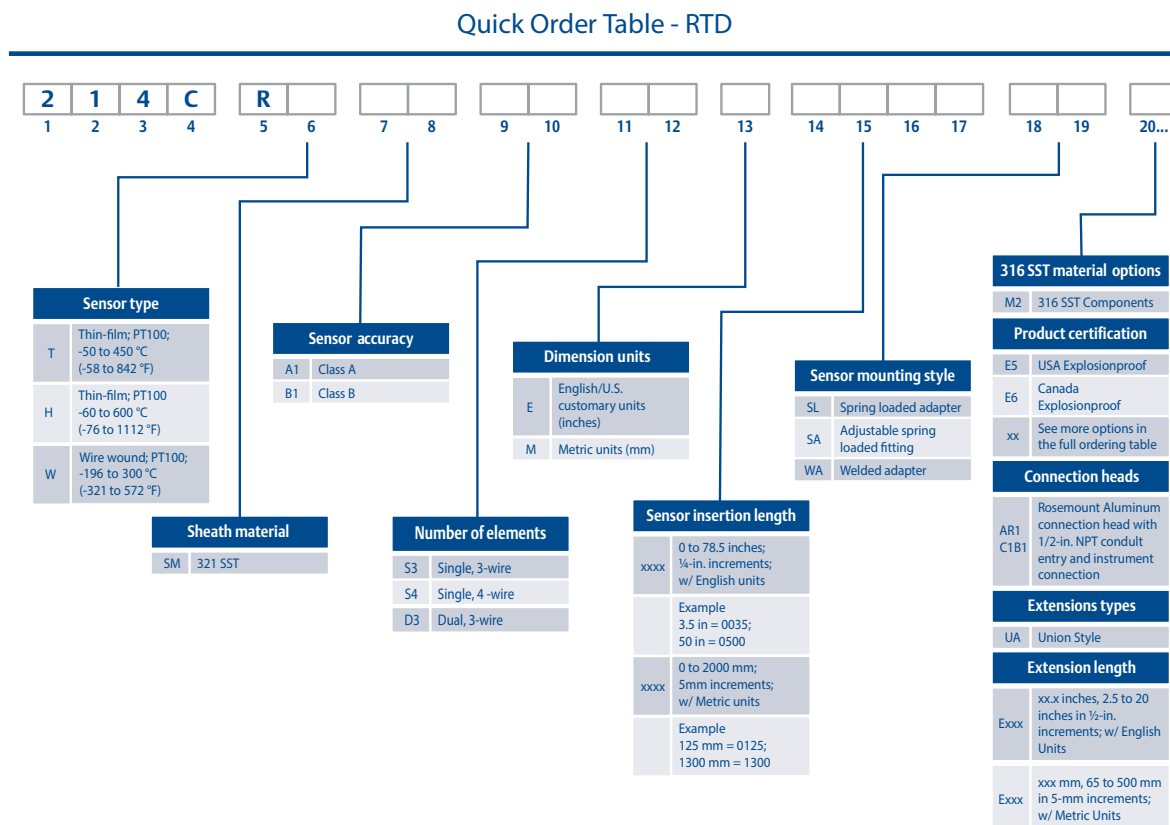 Quick Order Table - RTD
2 1 4 C R
1 2 3 4 5 6 7 8 9 10 11 12 13 14 15 16 17 18 19 20...
Sensor type
T
Thin-film; PT100;
-50 to 450 °C
(-58 to 842 °F)
H
Thin-film; PT100
-60 to 600 °C
(-76 to 1112 °F)
W
Wire wound; PT100;
-196 to 300 °C
(-321 to 572 °F)
Sheath material
SM 321 SST
Sensor accuracy
A1 Class A
B1 Class B
Number of elements
S3 Single, 3-wire
S4 Single, 4 -wire
D3 Dual, 3-wire
Dimension units
E
English/U.S.
customary units
(inches)
M Metric units (mm)
Sensor insertion length
xxxx
0 to 78.5 inches;
¼-in. increments;
w/ English units
Example
3.5 in = 0035;
50 in = 0500
xxxx
0 to 2000 mm;
5mm increments;
w/ Metric units
Example
125 mm = 0125;
1300 mm = 1300
Sensor mounting style
SL Spring loaded adapter
SA
Adjustable spring
loaded fitting
WA Welded adapter
316 SST material options
M2 316 SST Components
Product certification
E5 USA Explosionproof
E6
Canada
Explosionproof
xx
See more options in
the full ordering table
Connection heads
AR1
C1B1
Rosemount Aluminum
connection head with
1/2-in. NPT condult
entry and instrument
connection
Extensions types
UA Union Style
Extension length
Exxx
xx.x inches, 2.5 to 20
inches in ½-in.
increments; w/ English
Units
Exxx
xxx mm, 65 to 500 mm
in 5-mm increments;
w/ Metric Units